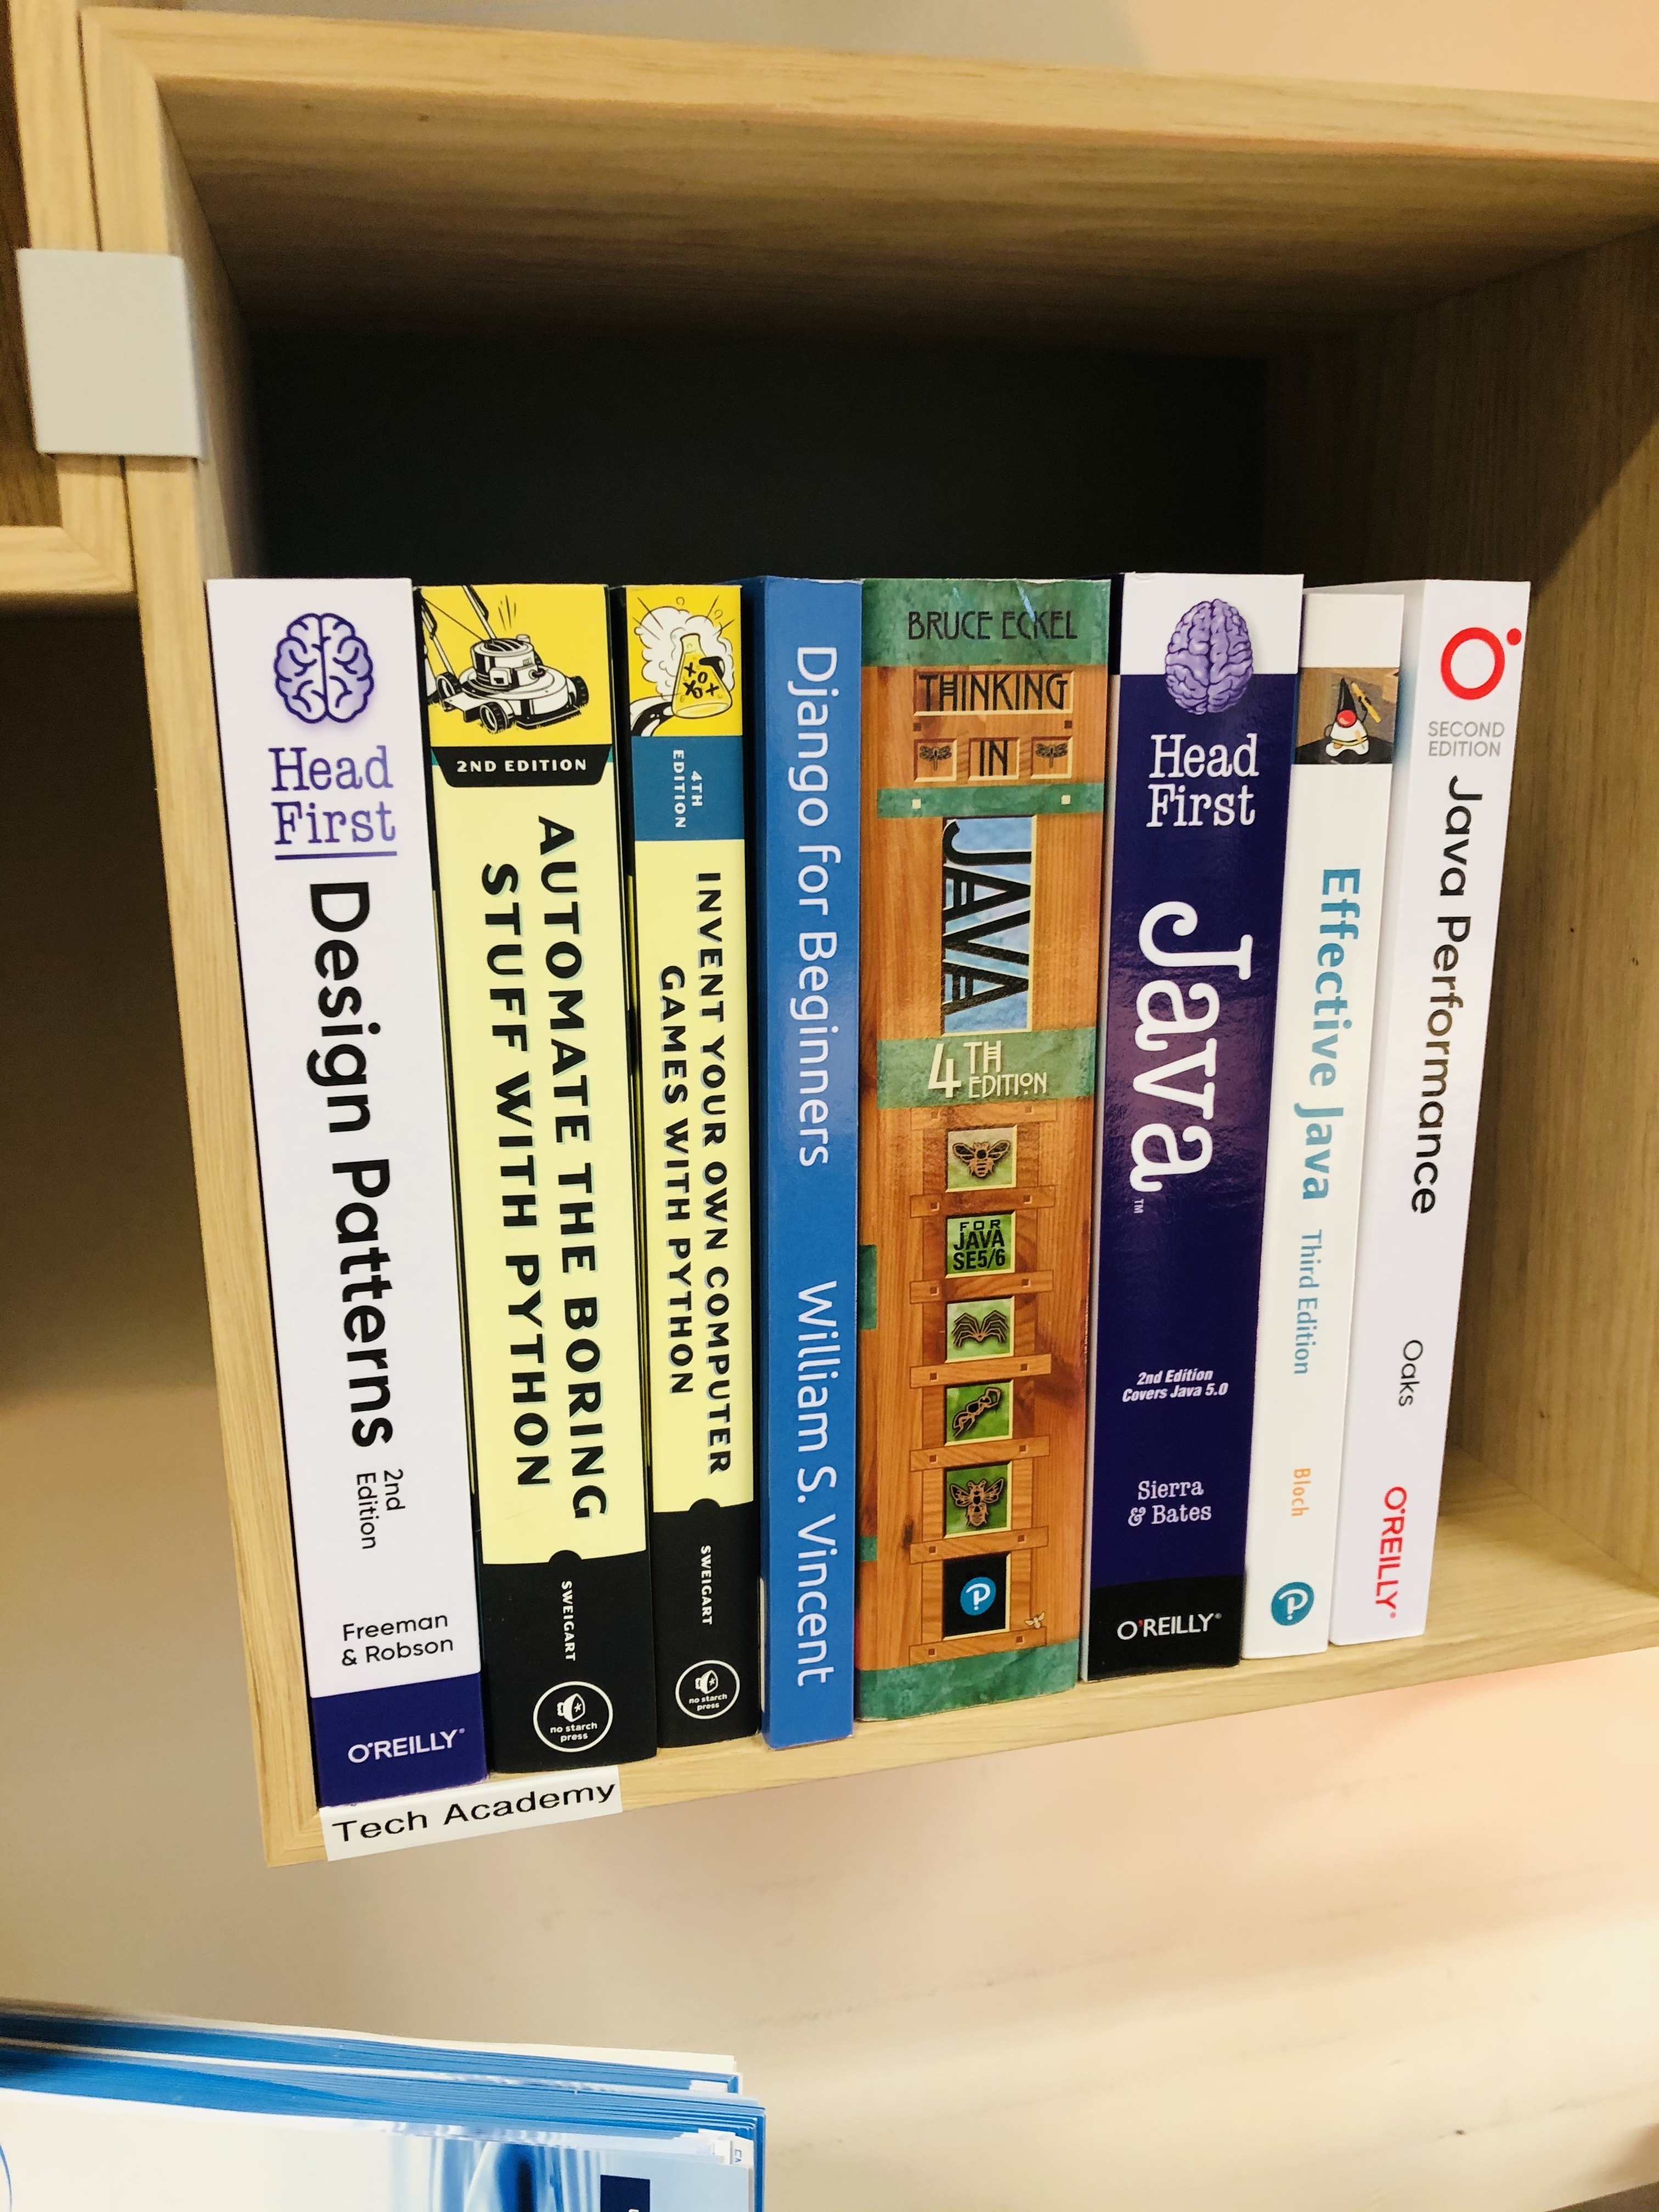 Head
First
Design Patterns
2nd
Edition
Freeman
& Robson
O'REILLY®
2ND EDITION
AUTOMATE THE BORING
STUFF WITH PYTHON
SWEIGART
no starch
press
4TH
EDITION
INVENT YOUR OWN COMPUTER
GAMES WITH PYTHON
SWEIGART
no starch
press
Django for Beginners
William S. Vincent
BRUCE ECKEL
THINKING
IN
JAVA
4TH
EDITION
FOR
JAVA
SE5/6
Head
First
Java™
2nd Edition
Covers Java 5.0
Sierra
& Bates
O'REILLY®
Effective Java
Third Edition
Bloch
SECOND
EDITION
Java Performance
Oaks
O'REILLY®
Tech Academy